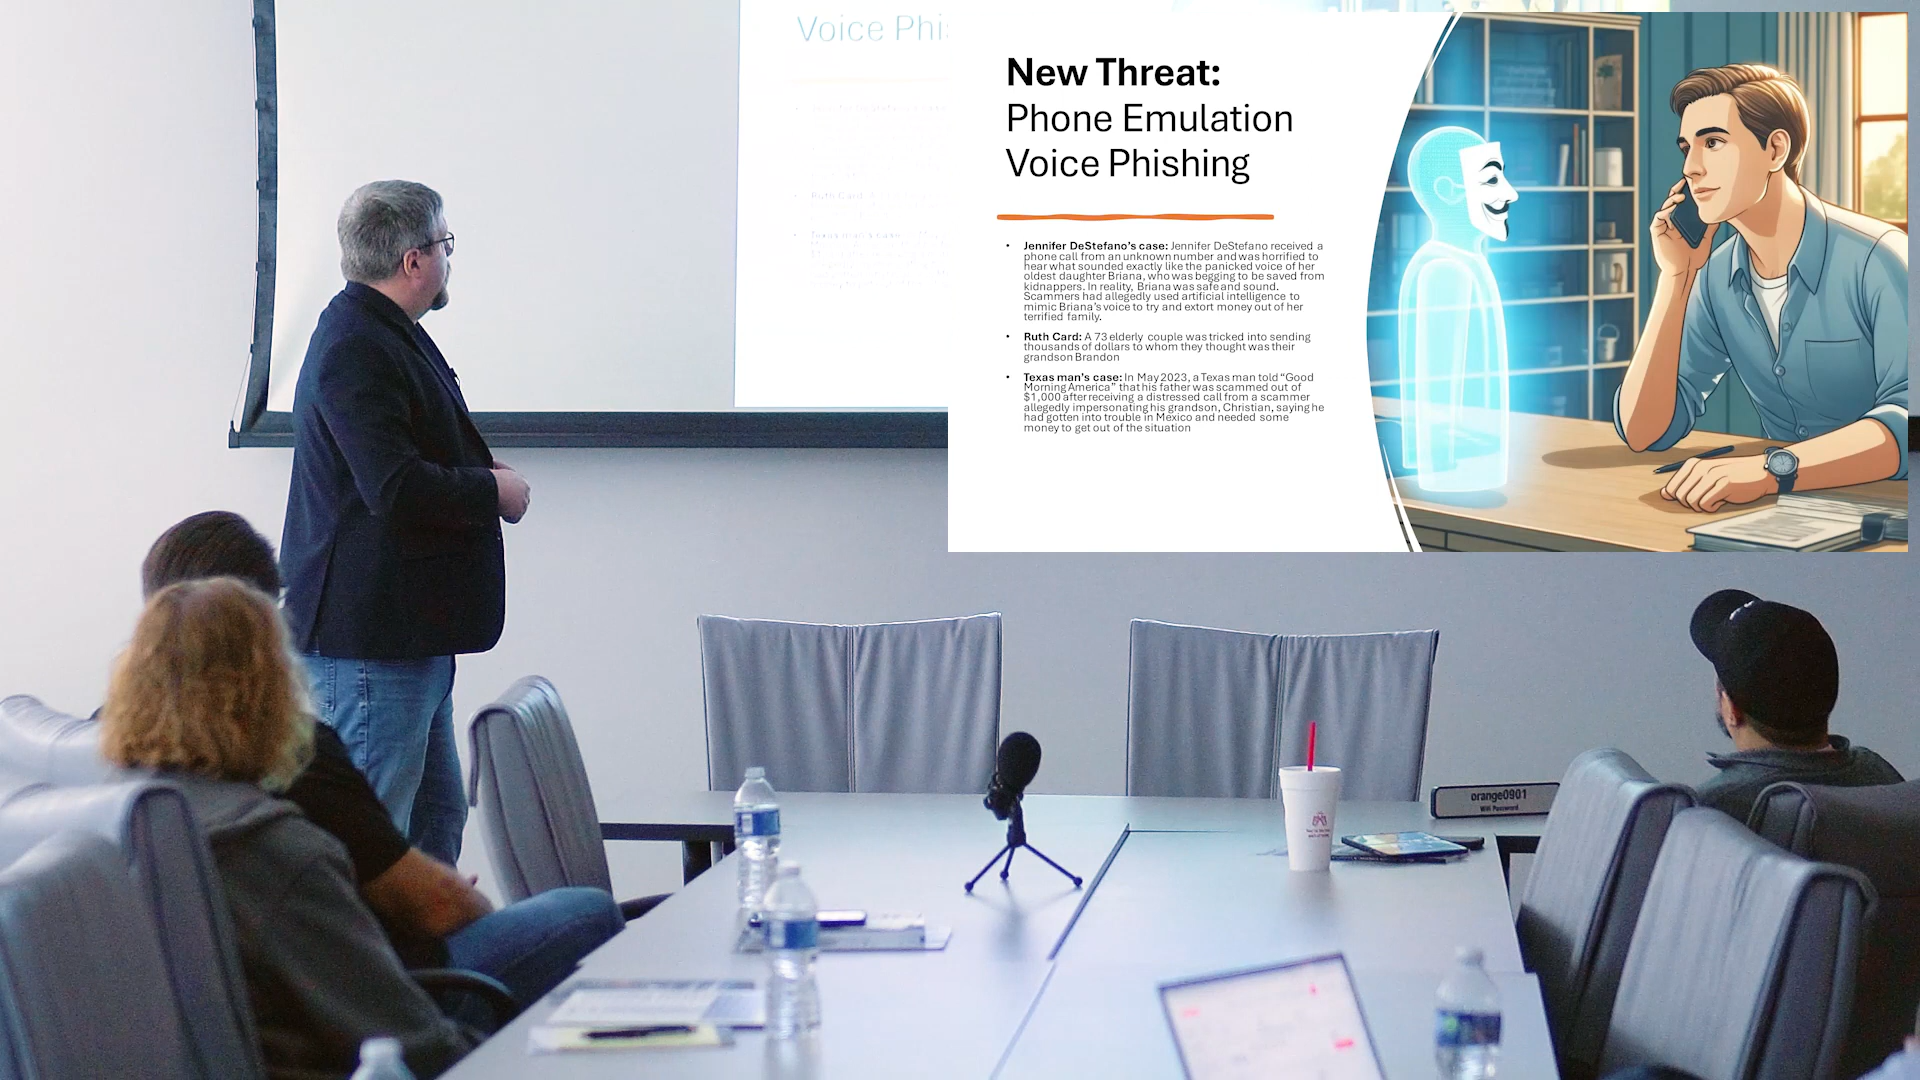 Voice Phi
New Threat:
Phone Emulation
Voice Phishing
• Jennifer DeStefano's case: Jennifer DeStefano received a
phone call from an unknown number and was horrified to
hear what sounded exactly like the panicked voice of her
oldest daughter Briana, who was begging to be saved from
kidnappers. In reality, Briana was safe and sound.
Scammers had allegedly used artificial intelligence to
mimic Briana's voice to try and extort money out of her
terrified family.
• Ruth Card: A 73 elderly couple was tricked into sending
thousands of dollars to whom they thought was their
grandson Brandon
• Texas man's case: In May 2023, a Texas man told "Good
Morning America" that his father was scammed out of
$1,000 after receiving a distressed call from a scammer
allegedly impersonating his grandson, Christian, saying he
had gotten into trouble in Mexico and needed some
money to get out of the situation
Ruth Card:
Texas man's case
orange0901
Wifi Password